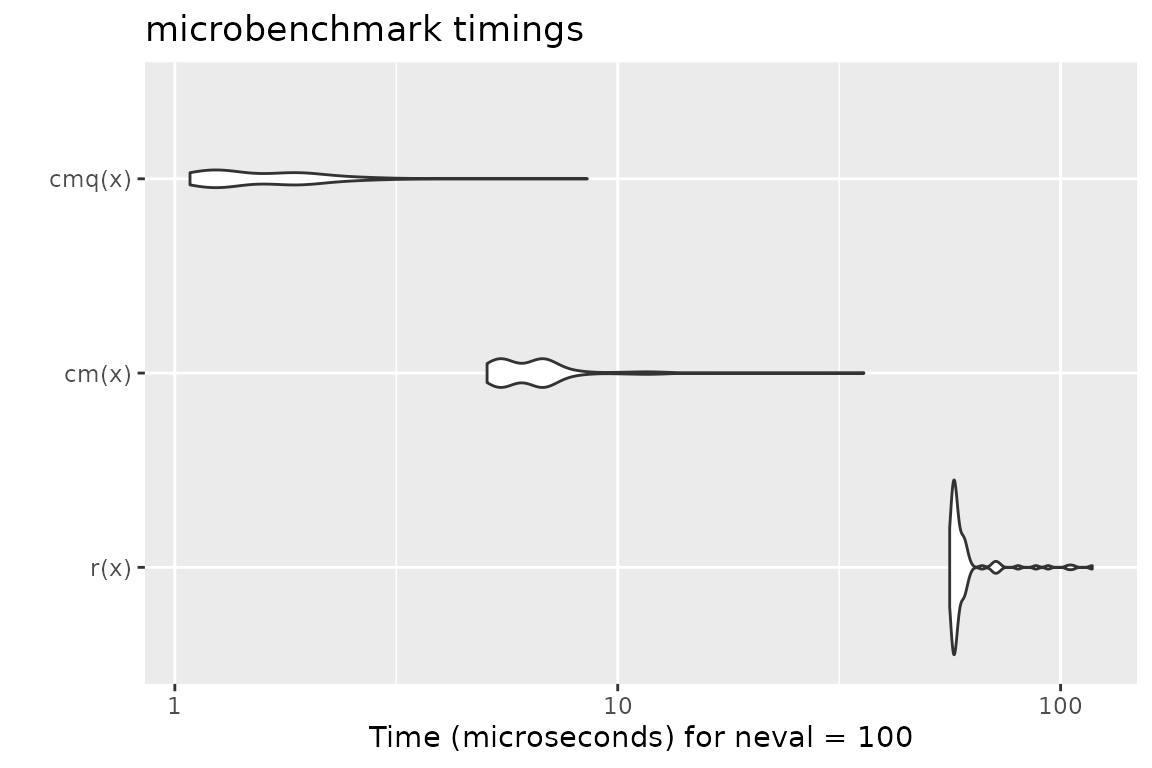 microbenchmark timings
cmq(x)
cm(x)
r(x)
1 10 100
Time (microseconds) for neval = 100